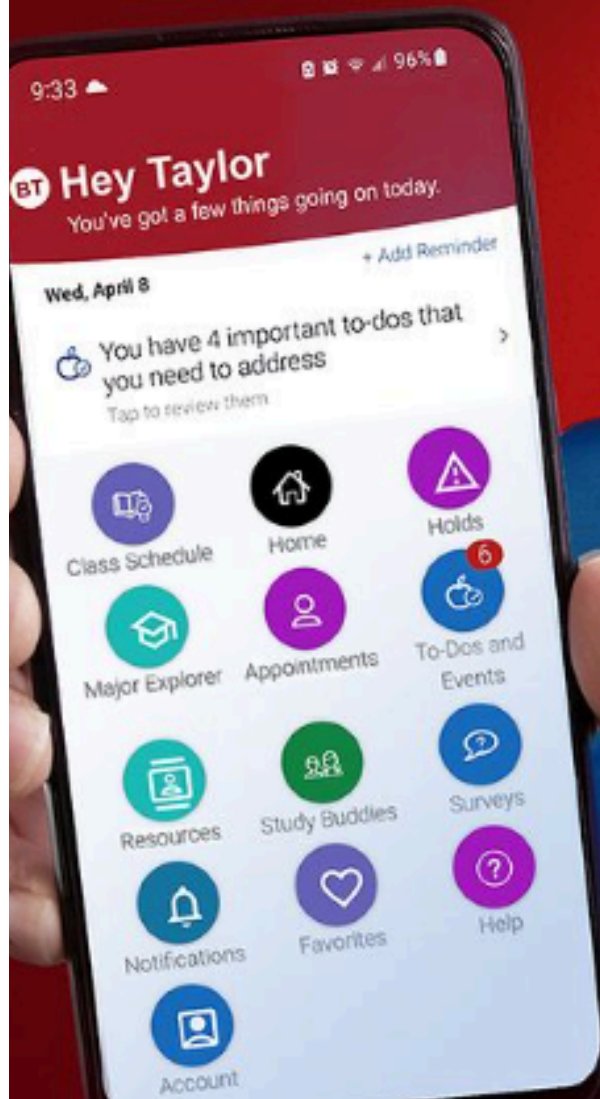 9:33
96%
BT
Hey Taylor
You've got a few things going on today.
Wed, April 8
+ Add Reminder
You have 4 important to-dos that
you need to address
Tap to review them
Class Schedule
Home
Holds
Major Explorer
Appointments
6
To-Dos and
Events
Resources
Study Buddies
Surveys
Notifications
Favorites
Help
Account